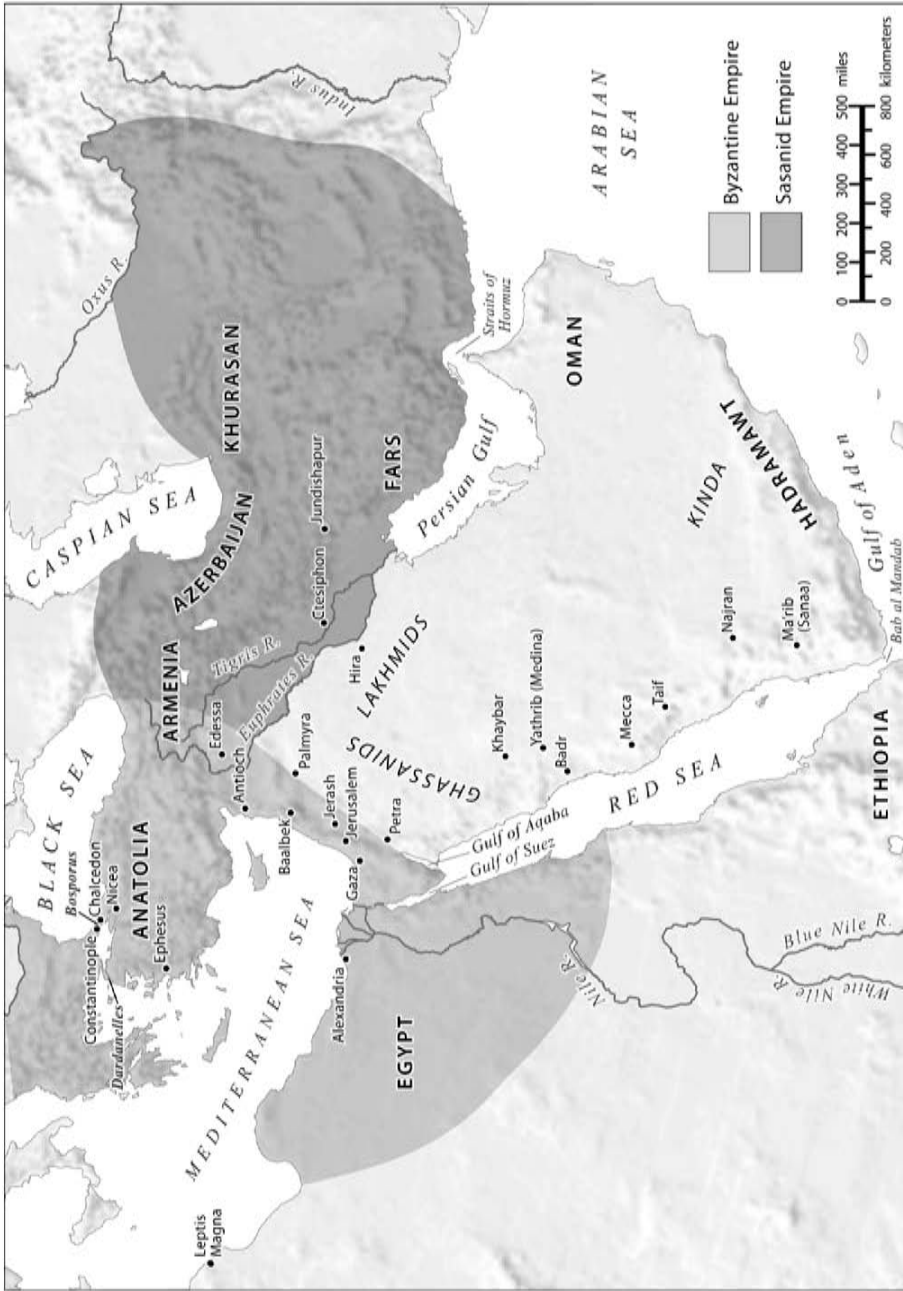 BLACK SEA
Bosporus
Constantinople
Chalcedon
Nicea
Dardanelles
ANATOLIA
Ephesus
CASPIAN SEA
Oxus R.
Indus R.
ARMENIA
AZERBAIJAN
KHURASAN
Edessa
Tigris R.
Antioch
Euphrates R.
Leptis
Magna
MEDITERRANEAN SEA
Baalbek
Palmyra
Ctesiphon
Jundishapur
Jerash
Jerusalem
Hira
FARS
Gaza
Alexandria
Petra
GHASSANIDS
LAKHMIDS
Persian Gulf
Straits of
Hormuz
EGYPT
Gulf of Aqaba
Gulf of Suez
Nile R.
Khaybar
Yathrib (Medina)
Badr
OMAN
ARABIAN
SEA
RED SEA
Mecca
Taif
Najran
KINDA
HADRAMAWT
Ma'rib
(Sanaa)
Gulf of Aden
Bab al Mandab
Blue Nile R.
White Nile R.
ETHIOPIA
Byzantine Empire
Sasanid Empire
0 100 200 300 400 500 miles
0 200 400 600 800 kilometers